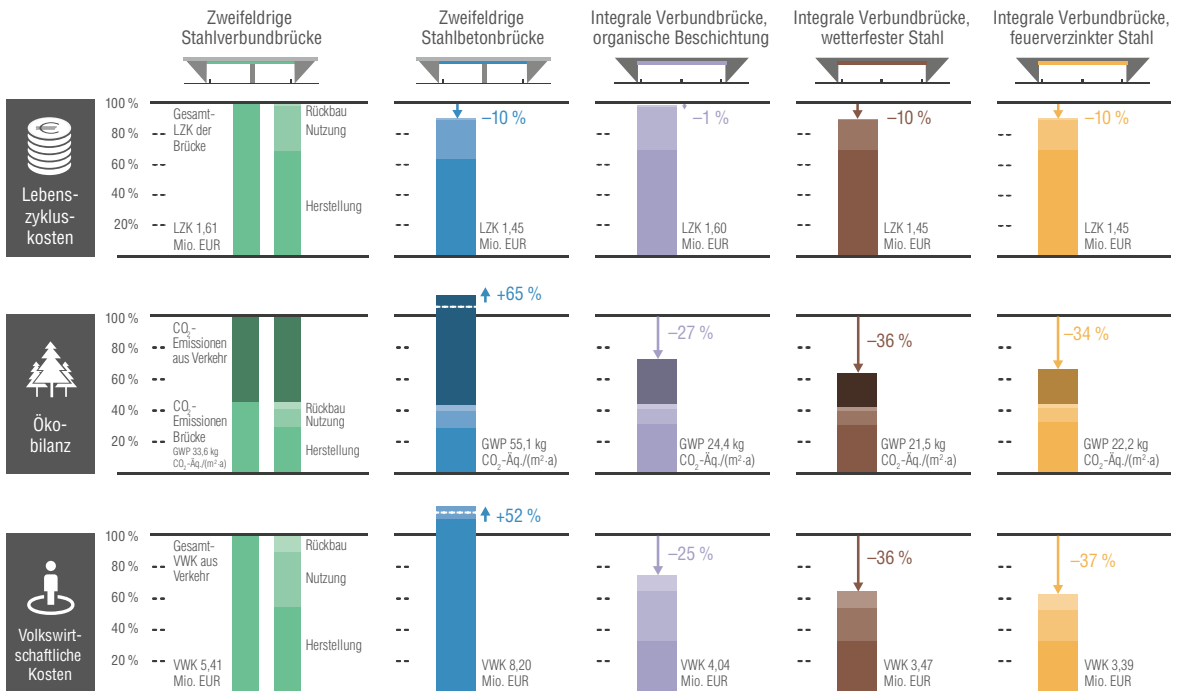 Zweifeldrige
Stahlverbundbrücke
Zweifeldrige
Stahlbetonbrücke
Integrale Verbundbrücke,
organische Beschichtung
Integrale Verbundbrücke,
wetterfester Stahl
Integrale Verbundbrücke,
feuerverzinkter Stahl
Lebens-
zyklus-
kosten
100 %
80 %
60 %
40 %
20%
Gesamt-
LZK der
Brücke
LZK 1,61
Mio. EUR
Rückbau
Nutzung
Herstellung
–10 %
LZK 1,45
Mio. EUR
–1 %
LZK 1,60
Mio. EUR
–10 %
LZK 1,45
Mio. EUR
–10 %
LZK 1,45
Mio. EUR
Öko-
bilanz
100 %
80 %
60 %
40 %
20 %
CO₂-
Emissionen
aus Verkehr
CO₂-
Emissionen
Brücke
GWP 33,6 kg
CO₂-Äq./(m²·a)
Rückbau
Nutzung
Herstellung
+65 %
GWP 55,1 kg
CO₂-Äq./(m²·a)
–27 %
GWP 24,4 kg
CO₂-Äq./(m²·a)
–36 %
GWP 21,5 kg
CO₂-Äq./(m²·a)
–34 %
GWP 22,2 kg
CO₂-Äq./(m²·a)
Volkswirt-
schaftliche
Kosten
100 %
80 %
60 %
40 %
20 %
Gesamt-
VWK aus
Verkehr
VWK 5,41
Mio. EUR
Rückbau
Nutzung
Herstellung
+52 %
VWK 8,20
Mio. EUR
–25 %
VWK 4,04
Mio. EUR
–36 %
VWK 3,47
Mio. EUR
–37 %
VWK 3,39
Mio. EUR